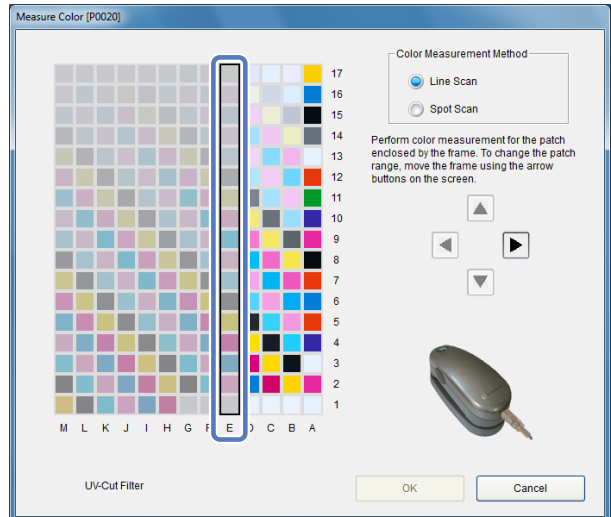 Measure Color [P0020]
Color Measurement Method
Line Scan
Spot Scan
Perform color measurement for the patch
enclosed by the frame. To change the patch
range, move the frame using the arrow
buttons on the screen.
17
16
15
14
13
12
11
10
9
8
7
6
5
4
3
2
1
M L K J I H G F E D C B A
UV-Cut Filter
OK
Cancel